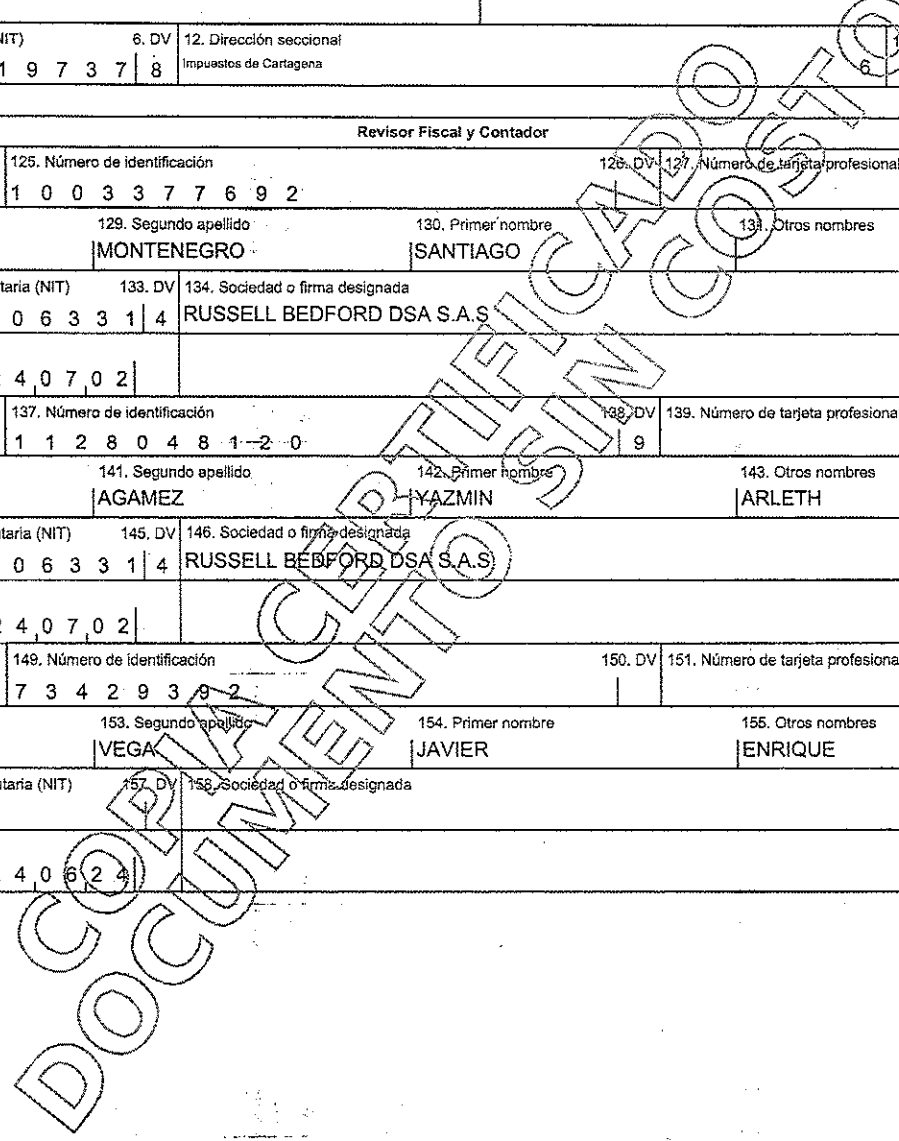 NIT) 6. DV 12. Dirección seccional
1 9 7 3 7 8 Impuestos de Cartagena 6
Revisor Fiscal y Contador
125. Número de identificación 126. DV 127. Número de tarjeta profesional
1 0 0 3 3 7 7 6 9 2
129. Segundo apellido 130. Primer nombre 131. Otros nombres
MONTENEGRO SANTIAGO
taria (NIT) 133. DV 134. Sociedad o firma designada
0 6 3 3 1 4 RUSSELL BEDFORD DSA S.A.S
4 0 7 0 2
137. Número de identificación 138. DV 139. Número de tarjeta profesiona
1 1 2 8 0 4 8 1 2 0 9
141. Segundo apellido 142. Primer nombre 143. Otros nombres
AGAMEZ YAZMIN ARLETH
utaria (NIT) 145. DV 146. Sociedad o firma designada
0 6 3 3 1 4 RUSSELL BEDFORD DSA S.A.S
2 4 0 7 0 2
149. Número de identificación 150. DV 151. Número de tarjeta profesiona
7 3 4 2 9 3 9 2
153. Segundo apellido 154. Primer nombre 155. Otros nombres
VEGA JAVIER ENRIQUE
utaria (NIT) 157. DV 158. Sociedad o firma designada
4 0 6 2 4
COPIA CERTIFICADO
DOCUMENTO SIN COSTO